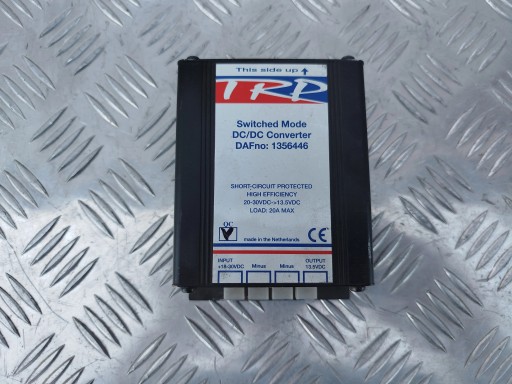 This side up ↑
TRP
Switched Mode
DC/DC Converter
DAFno: 1356446
SHORT-CIRCUIT PROTECTED
HIGH EFFICIENCY
20-30VDC->13.5VDC
LOAD: 20A MAX
OC
made in the Netherlands
CE
INPUT
+18-30VDC
Minus
Minus
OUTPUT
13.5VDC